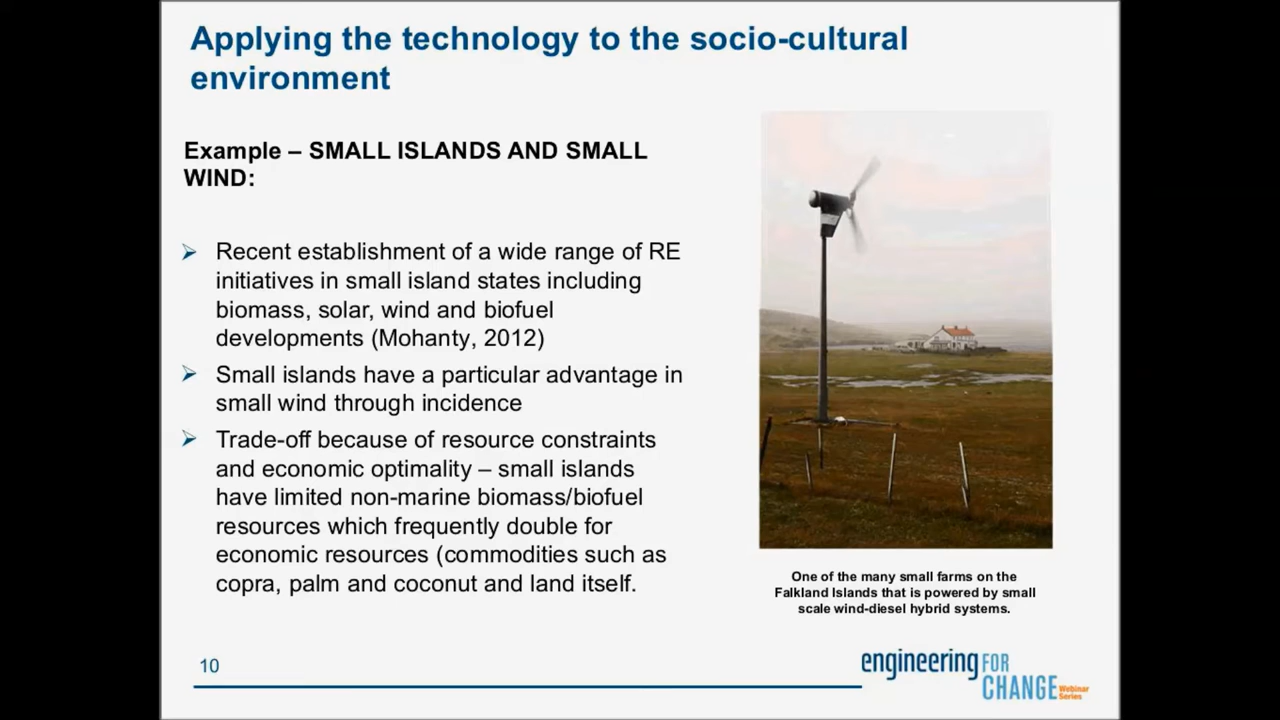 Applying the technology to the socio-cultural
environment
Example – SMALL ISLANDS AND SMALL
WIND:
Recent establishment of a wide range of RE
initiatives in small island states including
biomass, solar, wind and biofuel
developments (Mohanty, 2012)
Small islands have a particular advantage in
small wind through incidence
Trade-off because of resource constraints
and economic optimality – small islands
have limited non-marine biomass/biofuel
resources which frequently double for
economic resources (commodities such as
copra, palm and coconut and land itself.
One of the many small farms on the
Falkland Islands that is powered by small
scale wind-diesel hybrid systems.
10
engineering FOR
CHANGE Webinar
Series